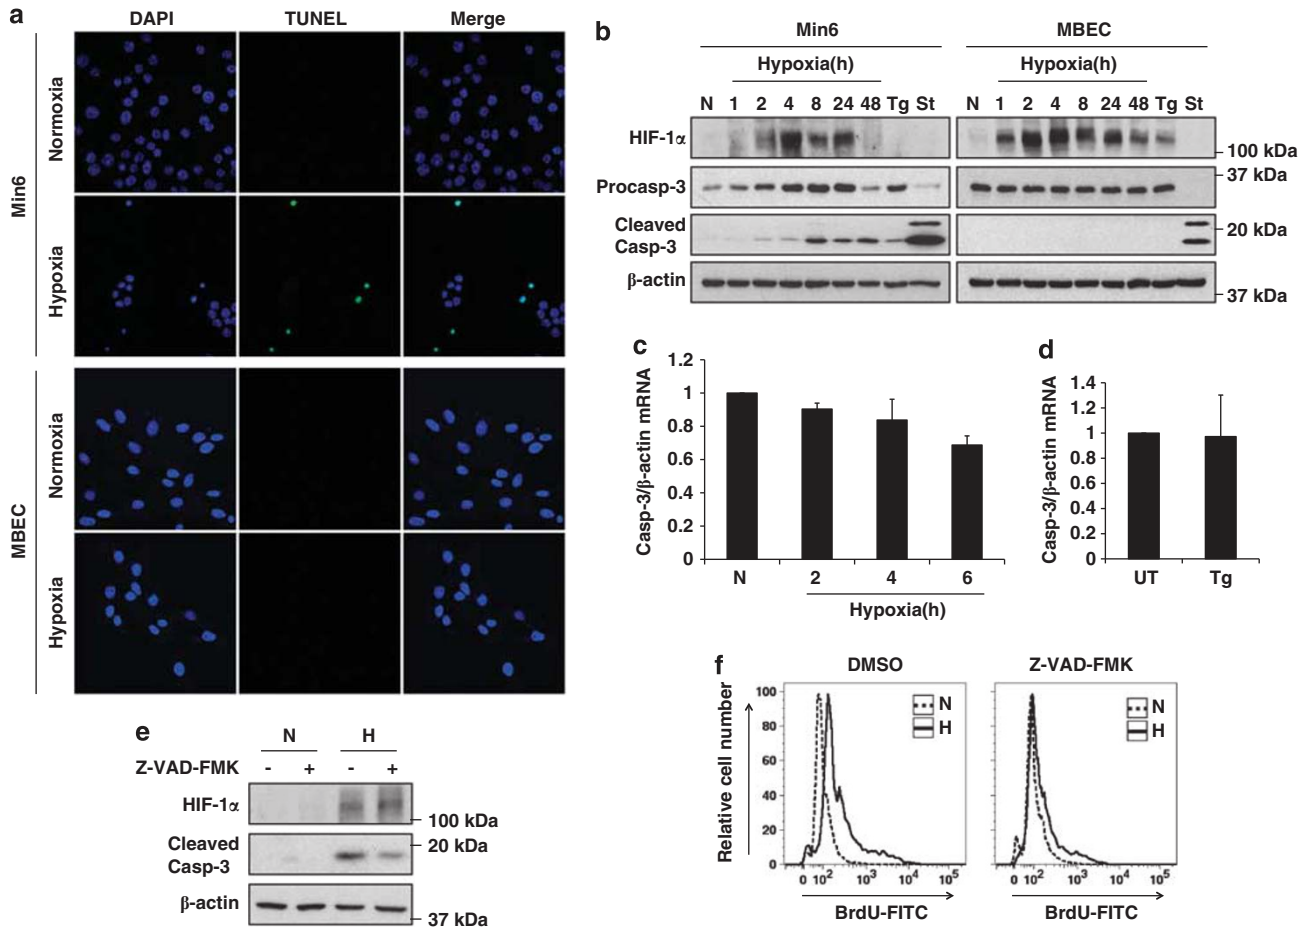 a
DAPI TUNEL Merge
Min6
Normoxia
Hypoxia
MBEC
Normoxia
Hypoxia
b
Min6 MBEC
Hypoxia(h) Hypoxia(h)
N 1 2 4 8 24 48 Tg St N 1 2 4 8 24 48 Tg St
HIF-1α
100 kDa
37 kDa
Procasp-3
Cleaved
Casp-3
20 kDa
β-actin
37 kDa
c
Casp-3/β-actin mRNA
1.2
1
0.8
0.6
0.4
0.2
0
N 2 4 6
Hypoxia(h)
d
Casp-3/β-actin mRNA
1.4
1.2
1
0.8
0.6
0.4
0.2
0
UT Tg
e
N H
Z-VAD-FMK - + - +
HIF-1α
100 kDa
Cleaved
Casp-3
20 kDa
β-actin
37 kDa
f
DMSO Z-VAD-FMK
Relative cell number
100
80
60
40
20
0
N
H
N
H
0 10² 10³ 10⁴ 10⁵ 0 10² 10³ 10⁴ 10⁵
BrdU-FITC BrdU-FITC